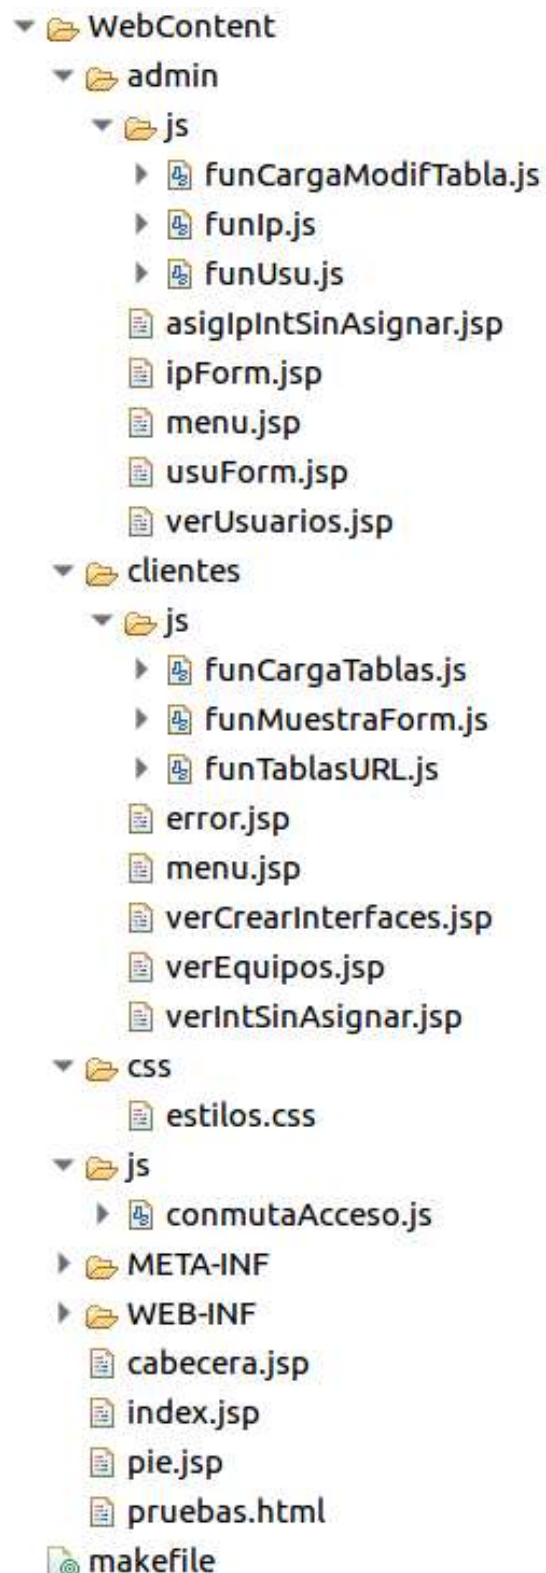 WebContent
admin
js
funCargaModifTabla.js
funIp.js
funUsu.js
asigIpIntSinAsignar.jsp
ipForm.jsp
menu.jsp
usuForm.jsp
verUsuarios.jsp
clientes
js
funCargaTablas.js
funMuestraForm.js
funTablasURL.js
error.jsp
menu.jsp
verCrearInterfaces.jsp
verEquipos.jsp
verIntSinAsignar.jsp
css
estilos.css
js
conmutaAcceso.js
META-INF
WEB-INF
cabecera.jsp
index.jsp
pie.jsp
pruebas.html
makefile